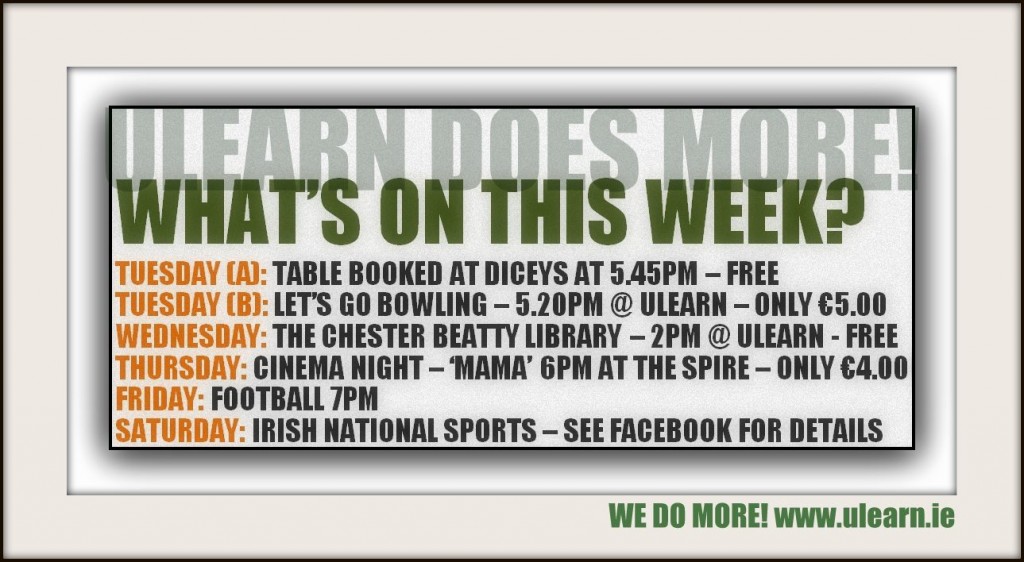 ULEARN DOES MORE!
WHAT'S ON THIS WEEK?
TUESDAY (A): TABLE BOOKED AT DICEYS AT 5.45PM – FREE
TUESDAY (B): LET'S GO BOWLING – 5.20PM @ ULEARN – ONLY €5.00
WEDNESDAY: THE CHESTER BEATTY LIBRARY – 2PM @ ULEARN - FREE
THURSDAY: CINEMA NIGHT – ‘MAMA’ 6PM AT THE SPIRE – ONLY €4.00
FRIDAY: FOOTBALL 7PM
SATURDAY: IRISH NATIONAL SPORTS – SEE FACEBOOK FOR DETAILS
WE DO MORE! www.ulearn.ie